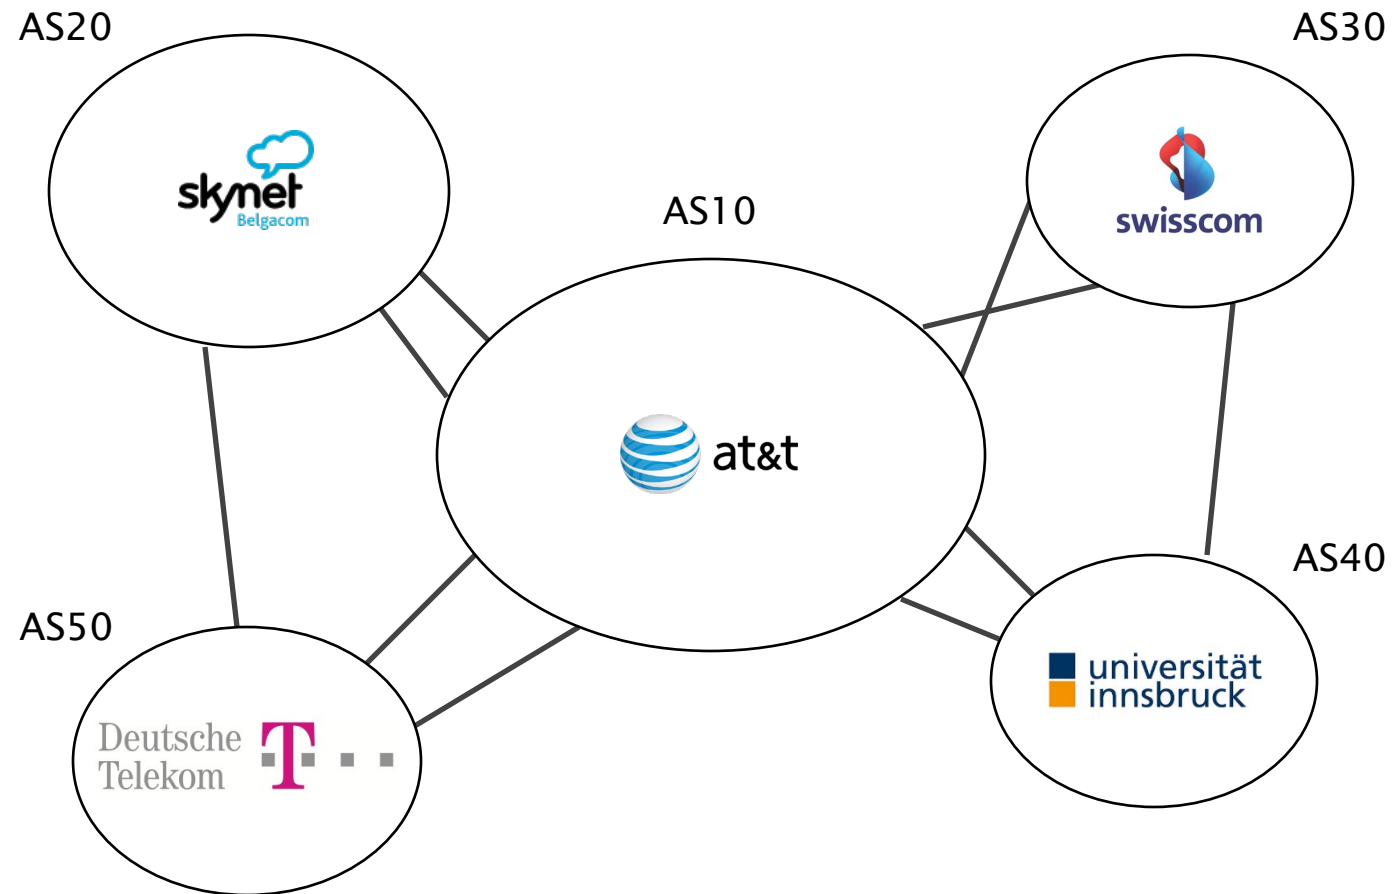 AS20
AS30
skynet
Belgacom
swisscom
AS10
at&t
AS40
AS50
universität
innsbruck
Deutsche
Telekom
T